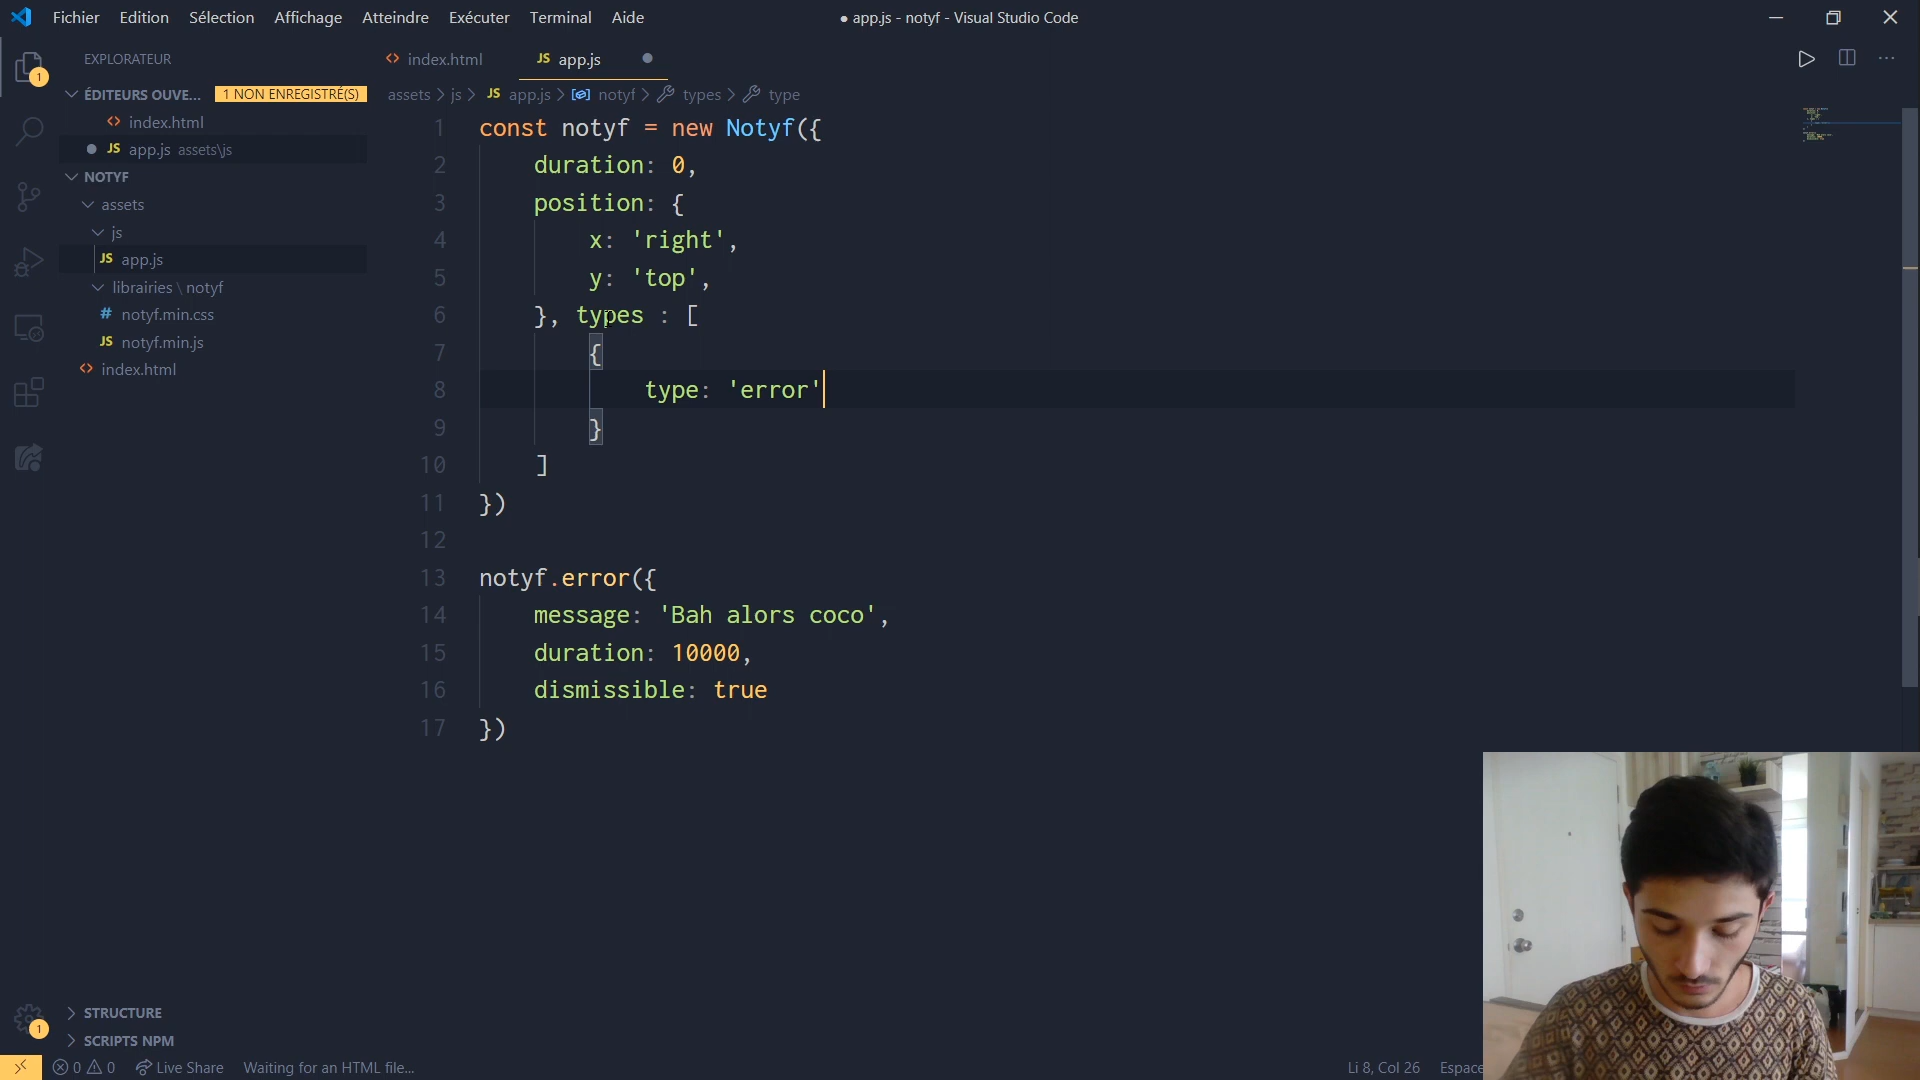 Fichier Edition Sélection Affichage Atteindre Exécuter Terminal Aide
● app.js - notyf - Visual Studio Code
EXPLORATEUR
ÉDITEURS OUVE... 1 NON ENREGISTRÉ(S)
index.html
app.js assets\js
NOTYF
assets
js
JS app.js
librairies \ notyf
# notyf.min.css
JS notyf.min.js
<> index.html
STRUCTURE
SCRIPTS NPM
<> index.html JS app.js
assets > js > JS app.js > notyf > types > type
1 const notyf = new Notyf({
2 duration: 0,
3 position: {
4 x: 'right',
5 y: 'top',
6 }, types : [
7 {
8 type: 'error'
9 }
10 ]
11 })
12
13 notyf.error({
14 message: 'Bah alors coco',
15 duration: 10000,
16 dismissible: true
17 })
1
1
0 0 Live Share Waiting for an HTML file... Li 8, Col 26 Espace